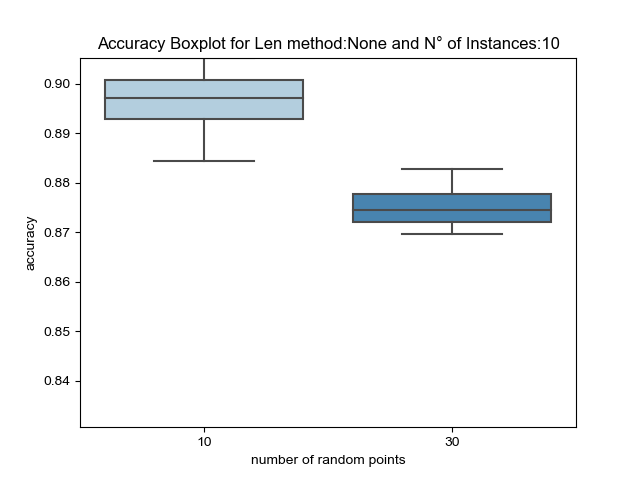 Accuracy Boxplot for Len method:None and N° of Instances:10
0.90
0.89
0.88
0.87
0.86
0.85
0.84
accuracy
10 30
number of random points